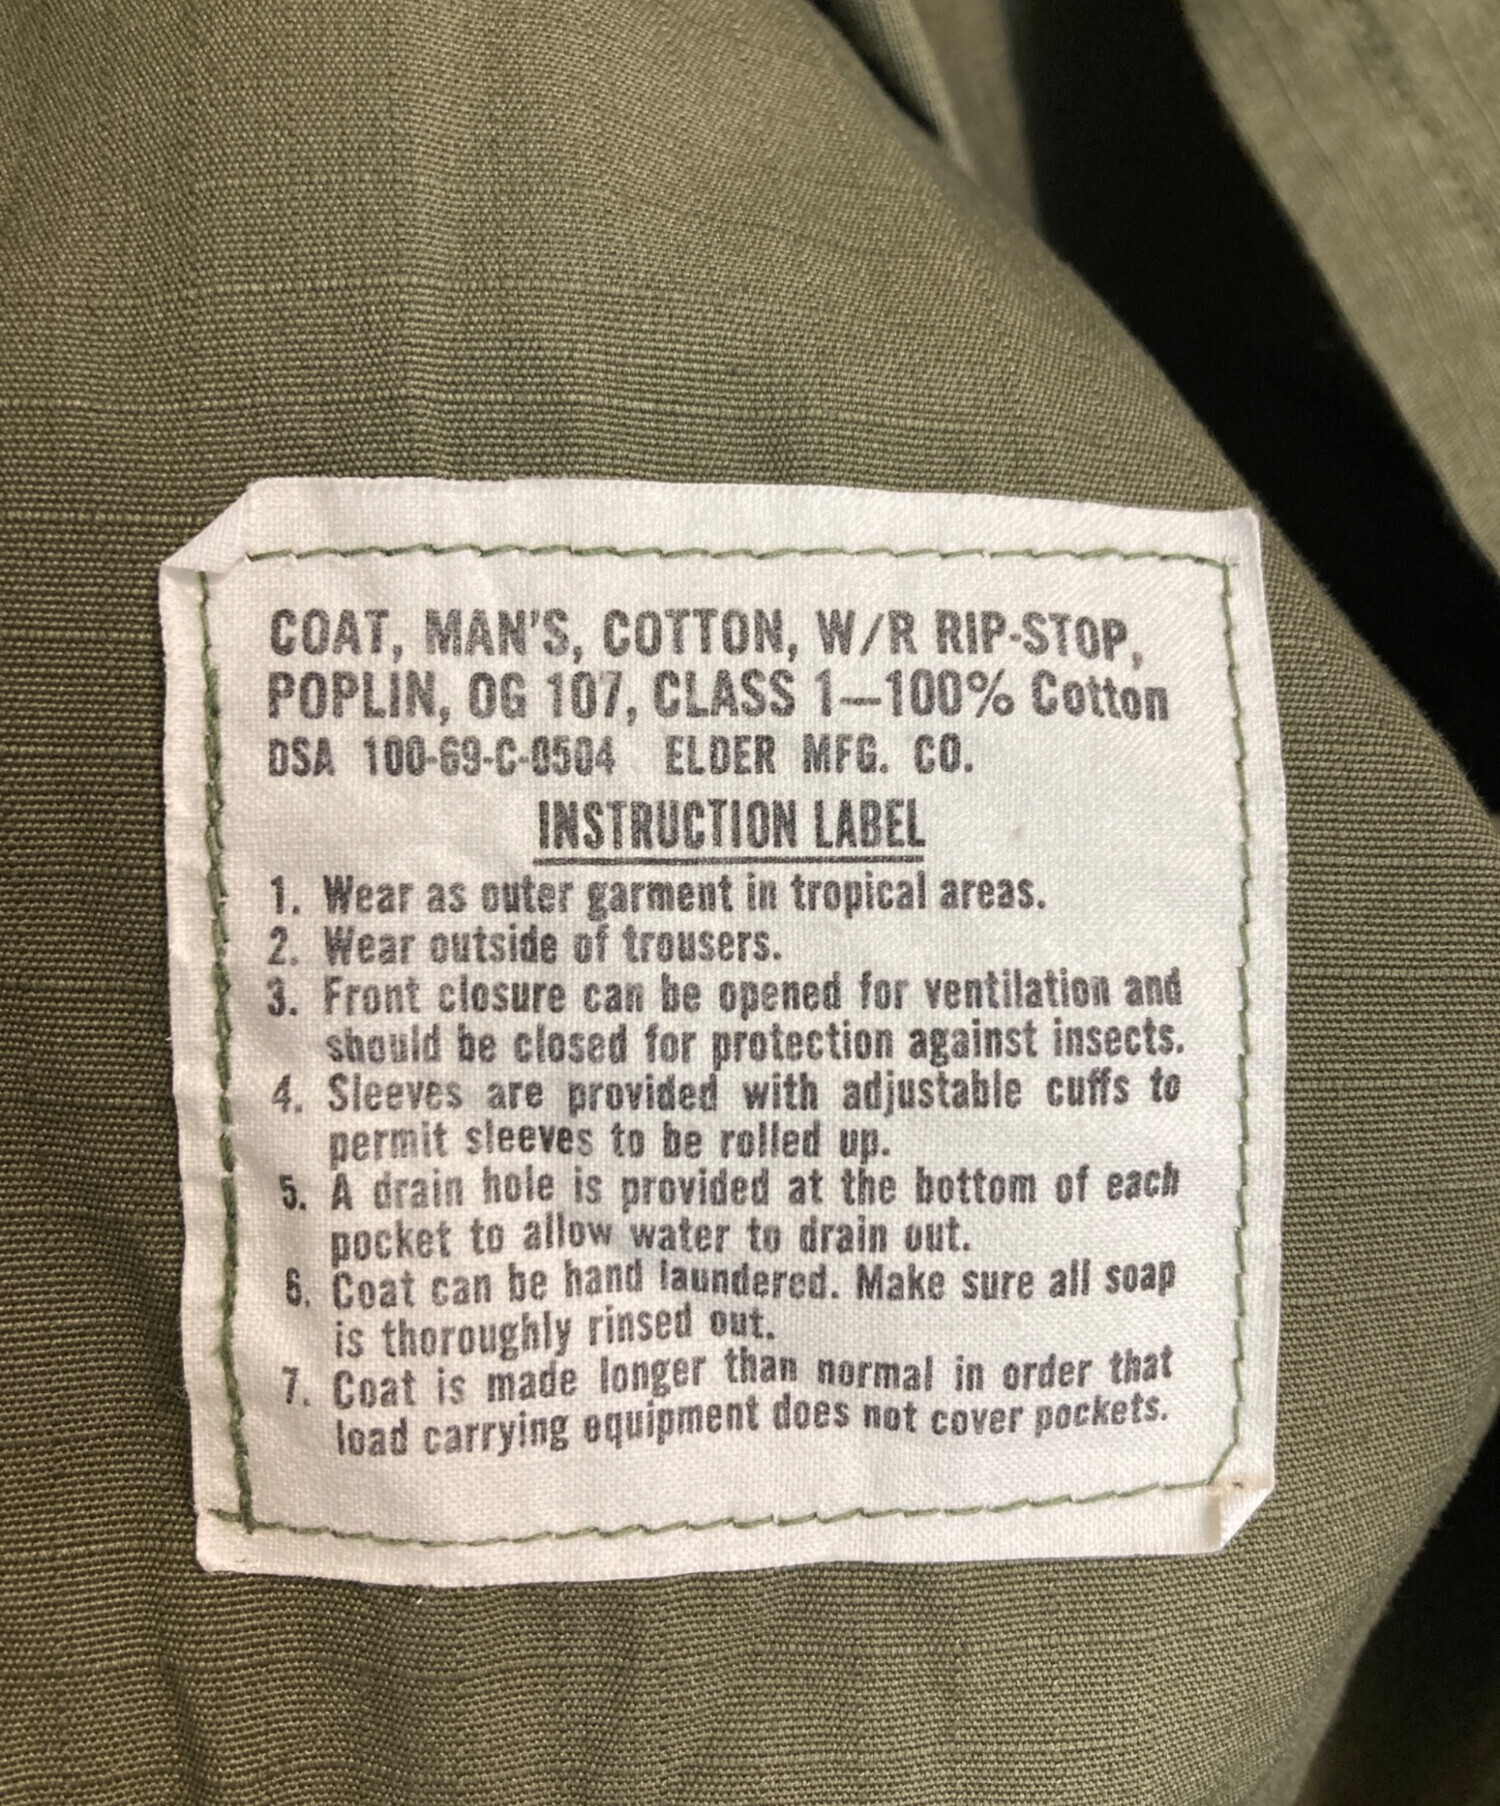 COAT, MAN'S, COTTON, W/R RIP-STOP,
POPLIN, OG 107, CLASS 1—100% Cotton
DSA 100-69-C-0504 ELDER MFG. CO.
INSTRUCTION LABEL
1. Wear as outer garment in tropical areas.
2. Wear outside of trousers.
3. Front closure can be opened for ventilation and
should be closed for protection against insects.
4. Sleeves are provided with adjustable cuffs to
permit sleeves to be rolled up.
5. A drain hole is provided at the bottom of each
pocket to allow water to drain out.
6. Coat can be hand laundered. Make sure all soap
is thoroughly rinsed out.
7. Coat is made longer than normal in order that
load carrying equipment does not cover pockets.